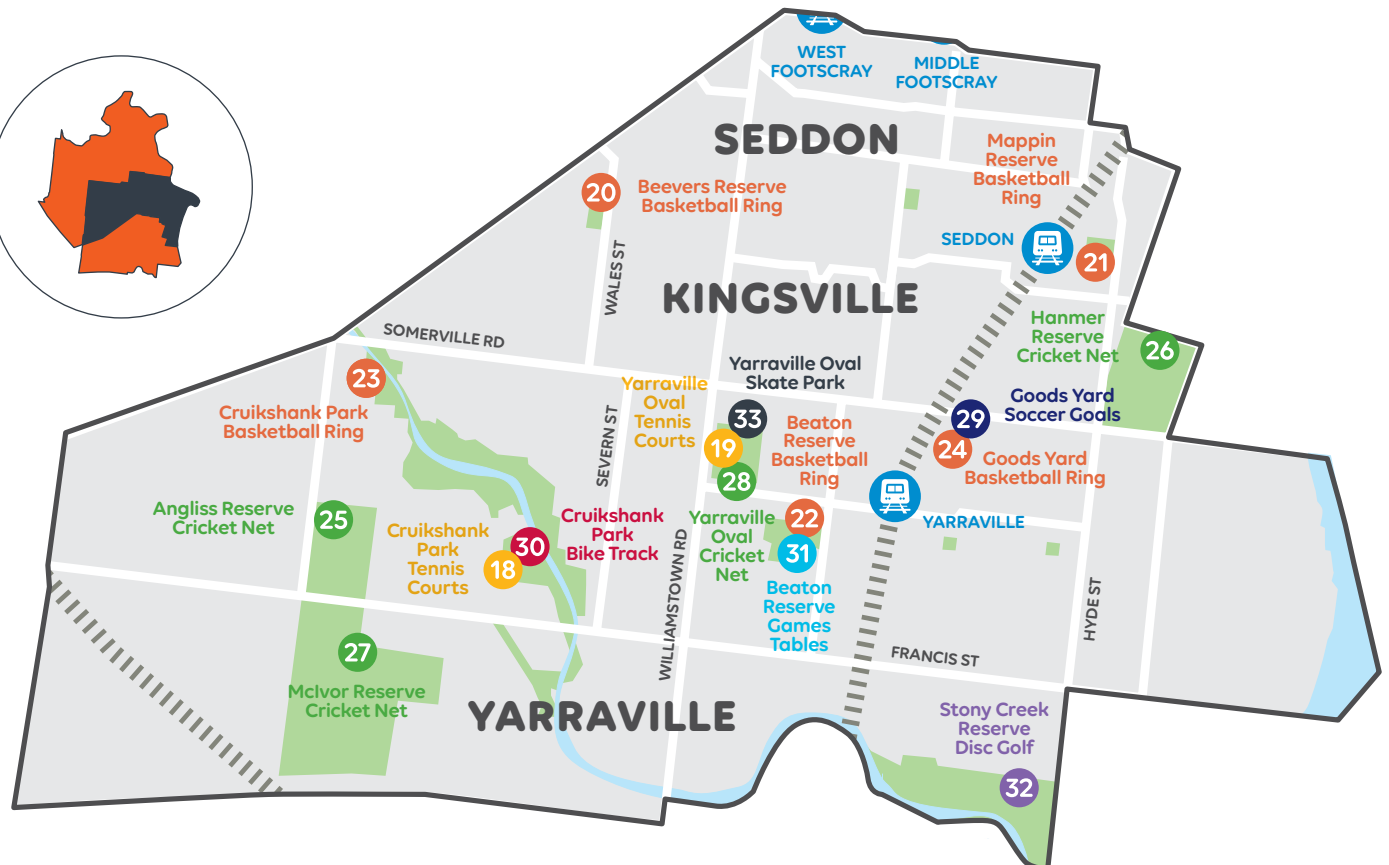 WEST
FOOTSCRAY
MIDDLE
FOOTSCRAY
SEDDON
Mappin
Reserve
Basketball
Ring
20
Beevers Reserve
Basketball Ring
SEDDON
21
WALES ST
KINGSVILLE
Hanmer
Reserve
Cricket Net
26
SOMERVILLE RD
23
Cruikshank Park
Basketball Ring
Yarraville Oval
Skate Park
Yarraville
Oval
Tennis
Courts
33
19
28
Beaton
Reserve
Basketball
Ring
Goods Yard
Soccer Goals
29
24
Goods Yard
Basketball Ring
SEVERN ST
Angliss Reserve
Cricket Net
25
Cruikshank
Park
Tennis
Courts
30
18
Cruikshank
Park
Bike Track
Yarraville
Oval
Cricket
Net
22
31
YARRAVILLE
Beaton
Reserve
Games
Tables
WILLIAMSTOWN RD
HYDE ST
27
McIvor Reserve
Cricket Net
FRANCIS ST
YARRAVILLE
Stony Creek
Reserve
Disc Golf
32